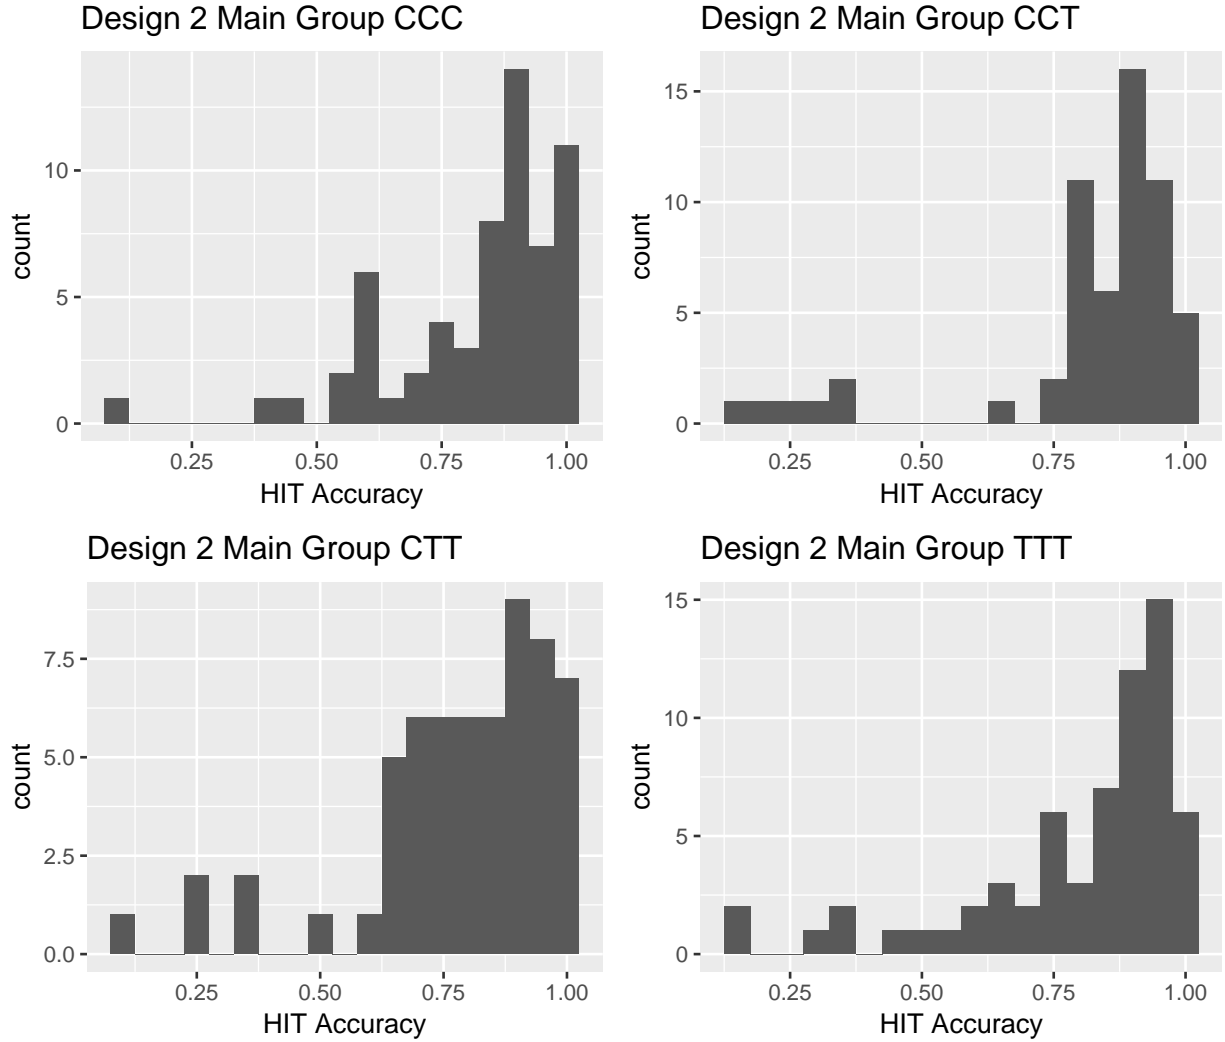 Design 2 Main Group CCC
10
5
0
count
0.25 0.50 0.75 1.00
HIT Accuracy
Design 2 Main Group CCT
15
10
5
0
count
0.25 0.50 0.75 1.00
HIT Accuracy
Design 2 Main Group CTT
7.5
5.0
2.5
0.0
count
0.25 0.50 0.75 1.00
HIT Accuracy
Design 2 Main Group TTT
15
10
5
0
count
0.25 0.50 0.75 1.00
HIT Accuracy